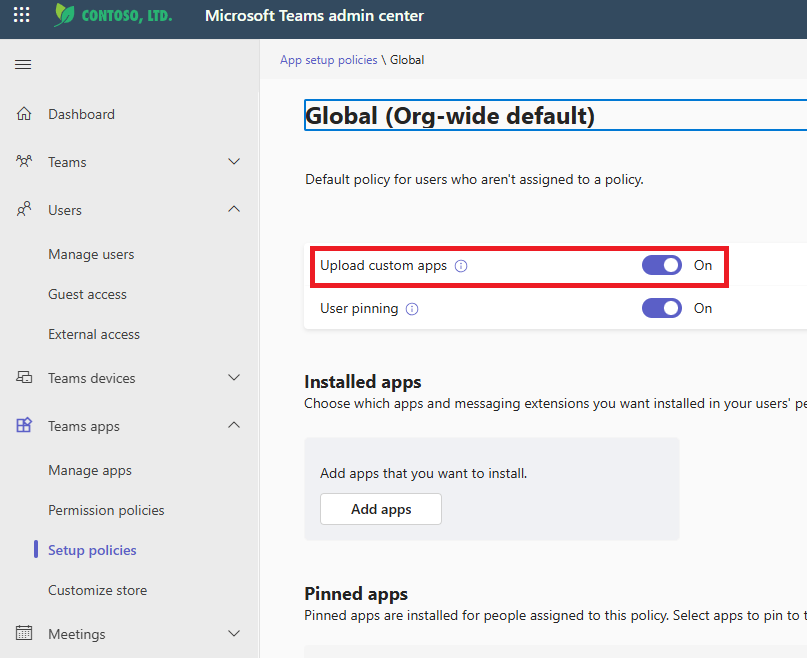 CONTOSO, LTD.
Microsoft Teams admin center
Dashboard
Teams
Users
Manage users
Guest access
External access
Teams devices
Teams apps
Manage apps
Permission policies
Setup policies
Customize store
Meetings
App setup policies \ Global
Global (Org-wide default)
Default policy for users who aren't assigned to a policy.
Upload custom apps On
User pinning On
Installed apps
Choose which apps and messaging extensions you want installed in your users'
Add apps that you want to install.
Add apps
Pinned apps
Pinned apps are installed for people assigned to this policy. Select apps to pin to